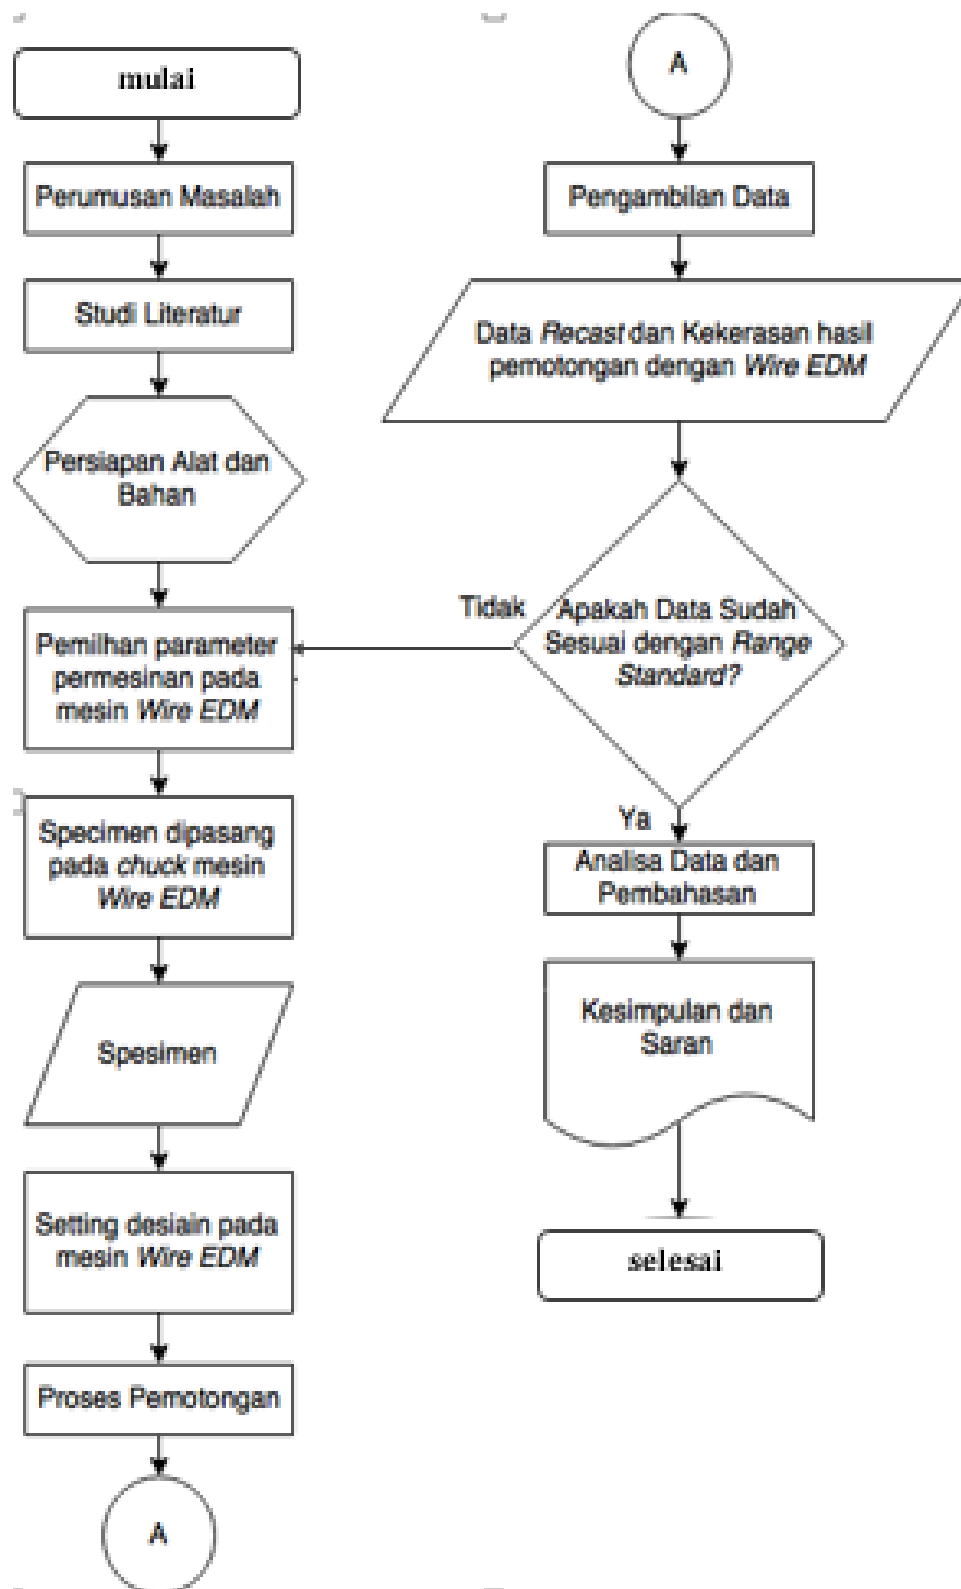 mulai
Perumusan Masalah
Studi Literatur
Persiapan Alat dan
Bahan
Pemilhan parameter
permesinan pada
mesin Wire EDM
Specimen dipasang
pada chuck mesin
Wire EDM
Spesimen
Setting desiain pada
mesin Wire EDM
Proses Pemotongan
A
A
Pengambilan Data
Data Recast dan Kekerasan hasil
pemotongan dengan Wire EDM
Apakah Data Sudah
Sesuai dengan Range
Standard?
Tidak
Ya
Analisa Data dan
Pembahasan
Kesimpulan dan
Saran
selesai